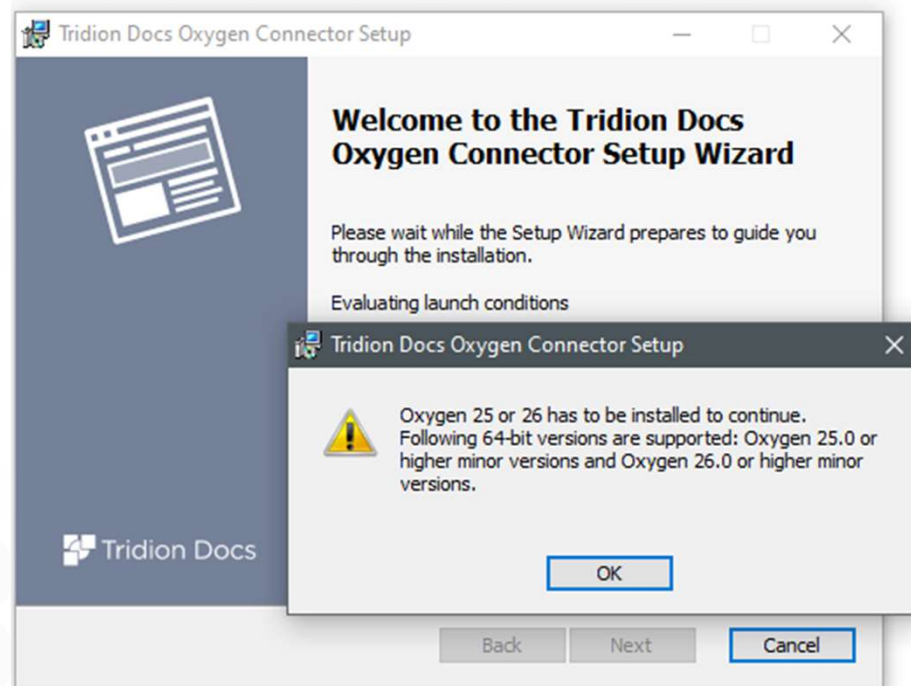 Tridion Docs Oxygen Connector Setup
Welcome to the Tridion Docs
Oxygen Connector Setup Wizard
Please wait while the Setup Wizard prepares to guide you
through the installation.
Evaluating launch conditions
Tridion Docs Oxygen Connector Setup
Oxygen 25 or 26 has to be installed to continue.
Following 64-bit versions are supported: Oxygen 25.0 or
higher minor versions and Oxygen 26.0 or higher minor
versions.
OK
Tridion Docs
Back Next Cancel